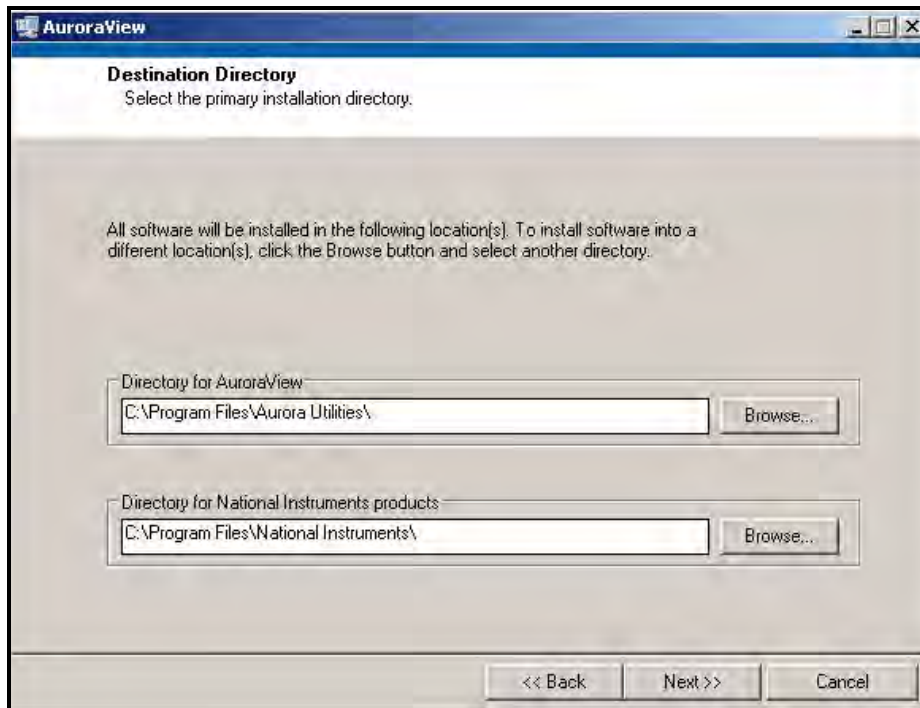 AuroraView
Destination Directory
Select the primary installation directory.
All software will be installed in the following location(s). To install software into a
different location(s), click the Browse button and select another directory.
Directory for AuroraView
C:\Program Files\Aurora Utilities\
Browse...
Directory for National Instruments products
C:\Program Files\National Instruments\
Browse...
<< Back
Next >>
Cancel